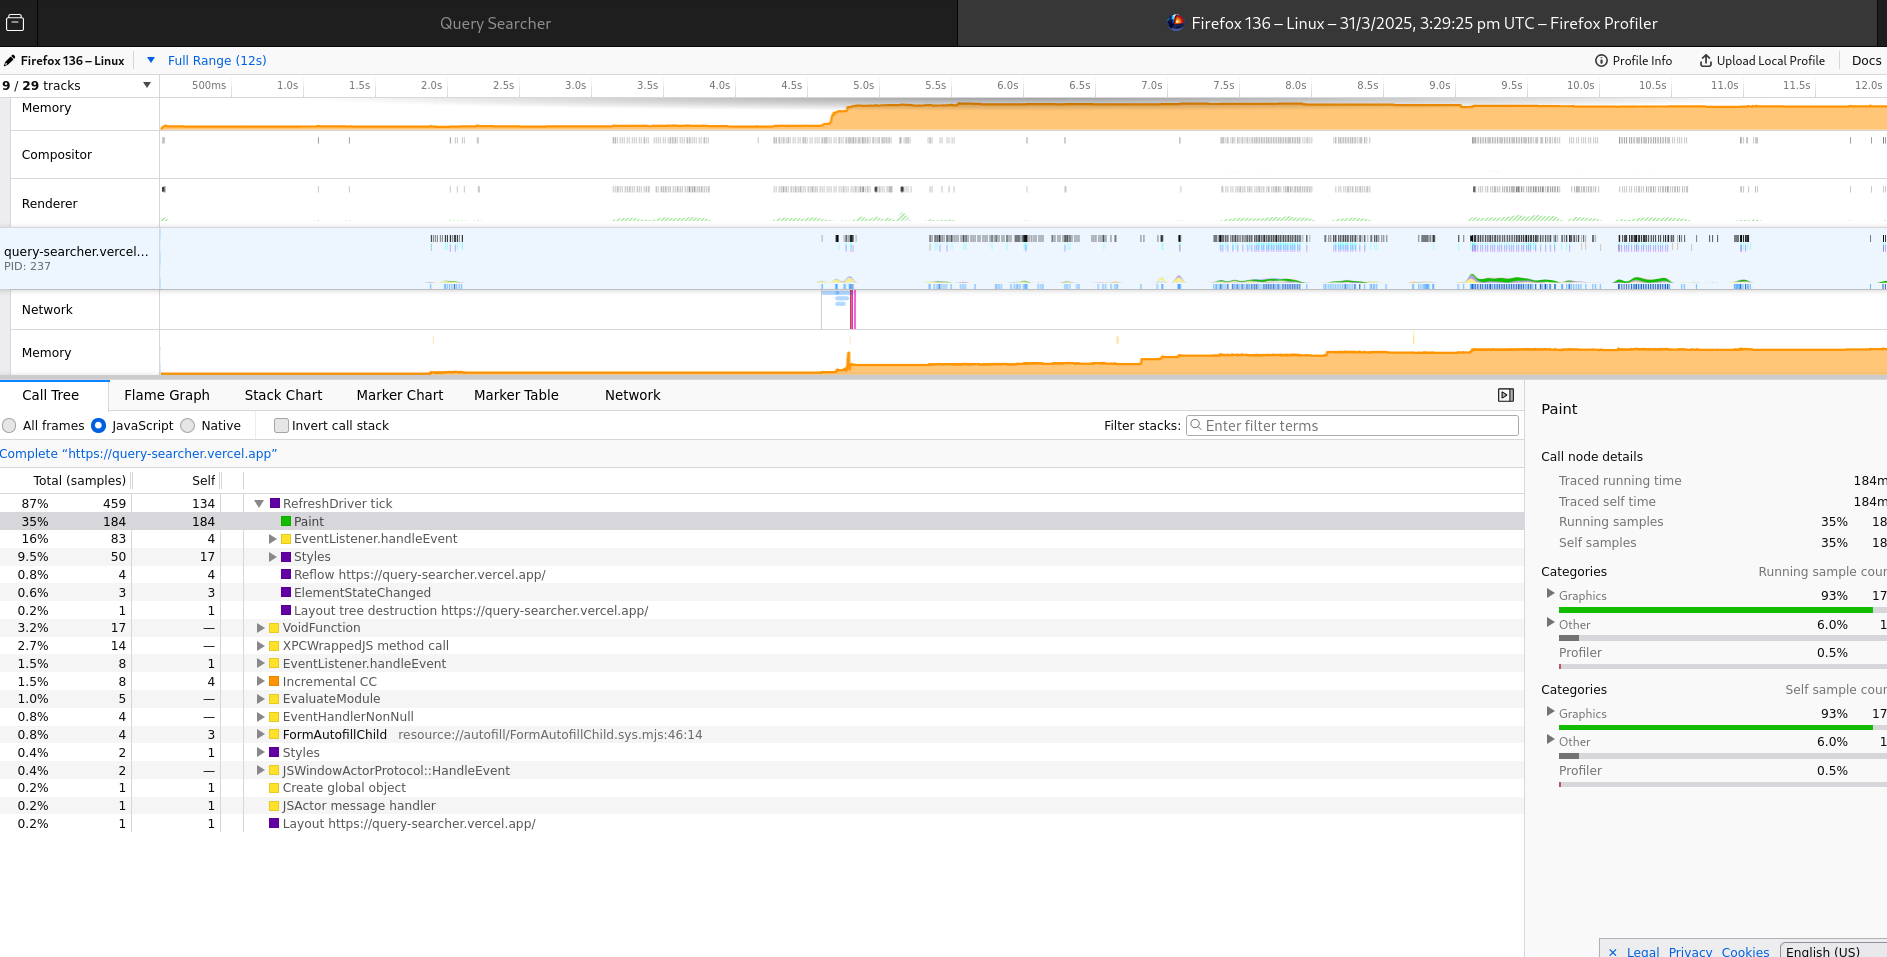 Query Searcher
Firefox 136 – Linux – 31/3/2025, 3:29:25 pm UTC – Firefox Profiler
Firefox 136 – Linux Full Range (12s) Profile Info Upload Local Profile Docs
9 / 29 tracks 500ms 1.0s 1.5s 2.0s 2.5s 3.0s 3.5s 4.0s 4.5s 5.0s 5.5s 6.0s 6.5s 7.0s 7.5s 8.0s 8.5s 9.0s 9.5s 10.0s 10.5s 11.0s 11.5s 12.0s
Memory
Compositor
Renderer
query-searcher.vercel...
PID: 237
Network
Memory
Call Tree Flame Graph Stack Chart Marker Chart Marker Table Network
All frames JavaScript Native Invert call stack Filter stacks: Enter filter terms
Complete “https://query-searcher.vercel.app”
Total (samples) Self
87% 459 134 RefreshDriver tick
35% 184 184 Paint
16% 83 4 EventListener.handleEvent
9.5% 50 17 Styles
0.8% 4 4 Reflow https://query-searcher.vercel.app/
0.6% 3 3 ElementStateChanged
0.2% 1 1 Layout tree destruction https://query-searcher.vercel.app/
3.2% 17 — VoidFunction
2.7% 14 — XPCWrappedJS method call
1.5% 8 1 EventListener.handleEvent
1.5% 8 4 Incremental CC
1.0% 5 — EvaluateModule
0.8% 4 — EventHandlerNonNull
0.8% 4 3 FormAutofillChild resource://autofill/FormAutofillChild.sys.mjs:46:14
0.4% 2 1 Styles
0.4% 2 — JSWindowActorProtocol::HandleEvent
0.2% 1 1 Create global object
0.2% 1 1 JSActor message handler
0.2% 1 1 Layout https://query-searcher.vercel.app/
Paint
Call node details
Traced running time 184m
Traced self time 184m
Running samples 35% 18
Self samples 35% 18
Categories Running sample cour
Graphics 93% 17
Other 6.0% 1
Profiler 0.5%
Categories Self sample cour
Graphics 93% 17
Other 6.0% 1
Profiler 0.5%
× Legal Privacy Cookies English (US)